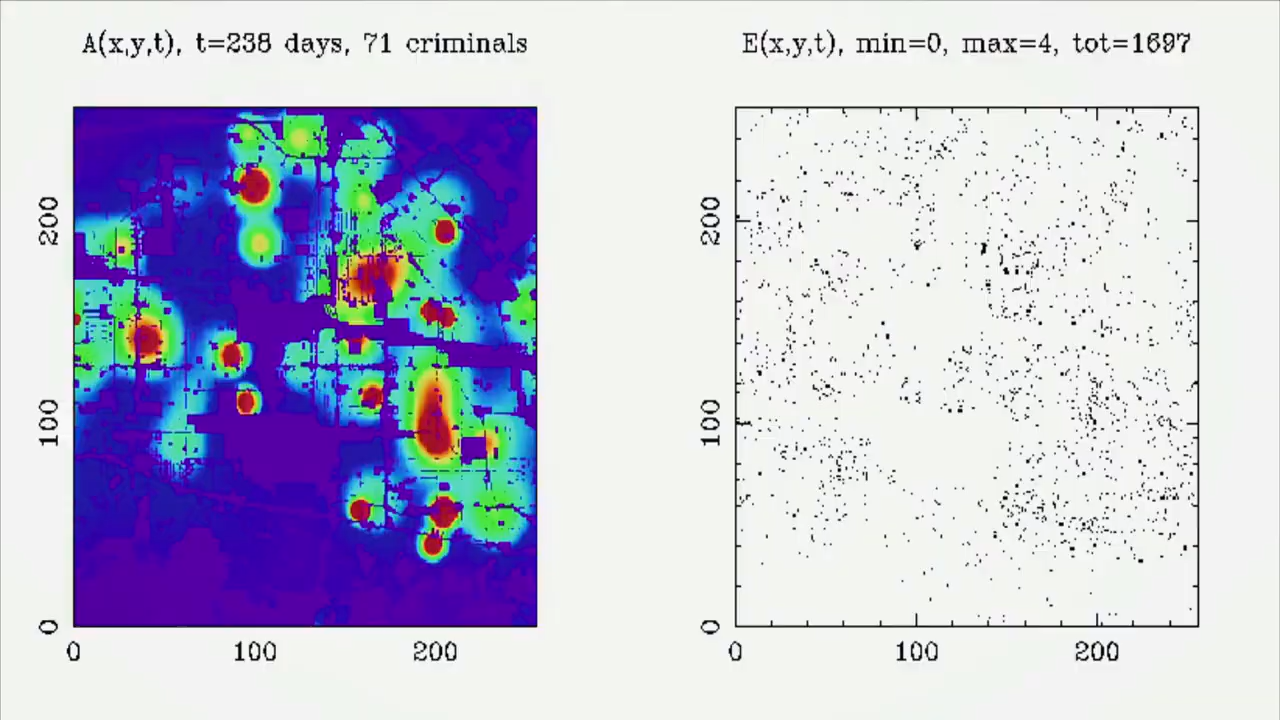 A(x,y,t), t=238 days, 71 criminals
E(x,y,t), min=0, max=4, tot=1697
200
100
0
0 100 200
200
100
0
0 100 200